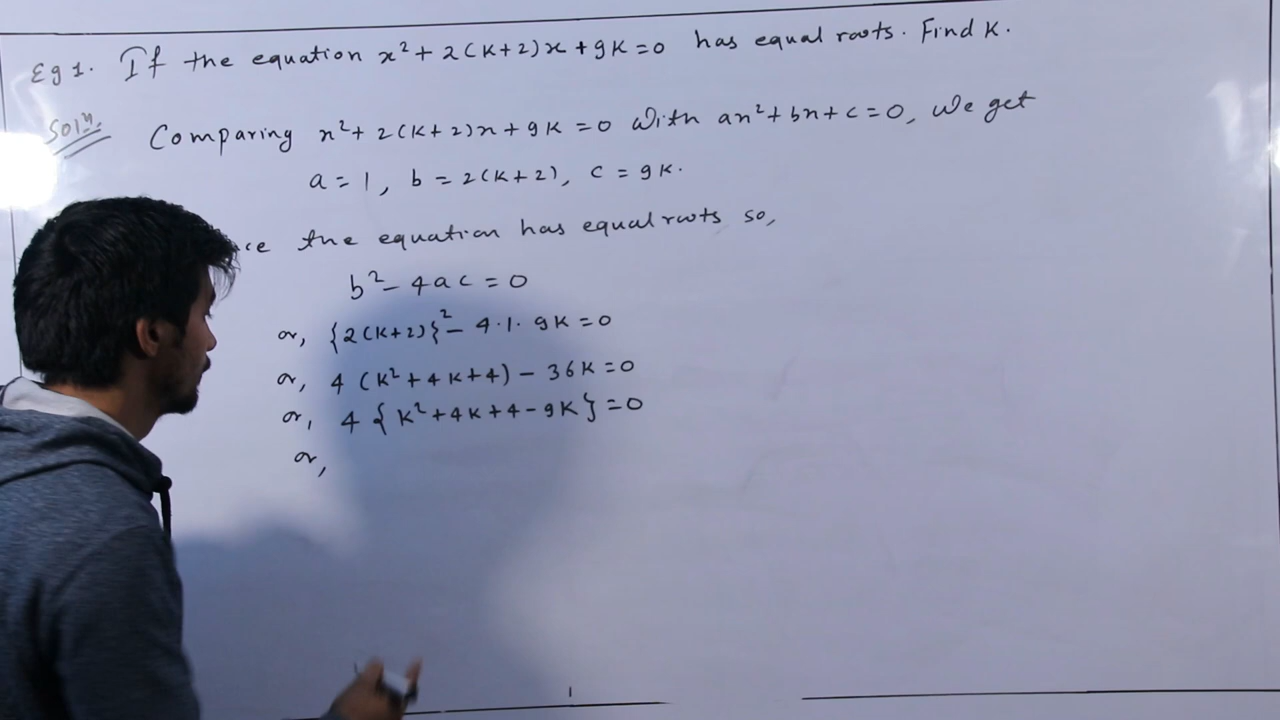 Eg 1. If the equation x² + 2(K+2)x + 9K = 0 has equal roots. Find K.
Sol¹ⁿ. Comparing x² + 2(K+2)x + 9K = 0 with ax² + bx + c = 0, we get
a = 1, b = 2(K+2), c = 9K.
the equation has equal roots so,
b² - 4ac = 0
or, {2(K+2)}² - 4·1·9K = 0
or, 4 (K² + 4K + 4) - 36K = 0
or, 4 {K² + 4K + 4 - 9K} = 0
or,